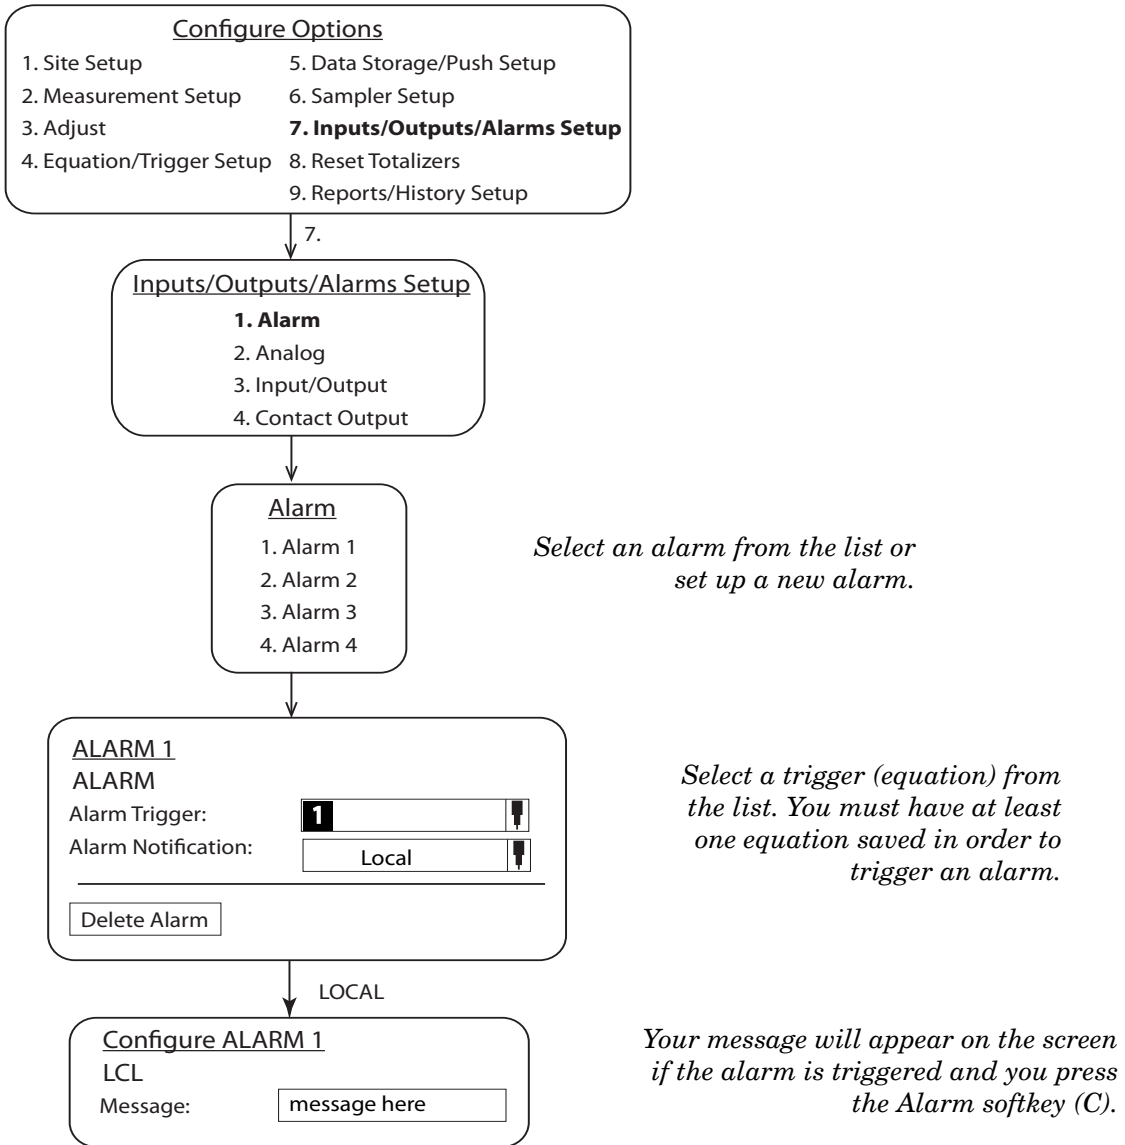 Configure Options
1. Site Setup
2. Measurement Setup
3. Adjust
4. Equation/Trigger Setup
5. Data Storage/Push Setup
6. Sampler Setup
7. Inputs/Outputs/Alarms Setup
8. Reset Totalizers
9. Reports/History Setup
7.
Inputs/Outputs/Alarms Setup
1. Alarm
2. Analog
3. Input/Output
4. Contact Output
Alarm
1. Alarm 1
2. Alarm 2
3. Alarm 3
4. Alarm 4
Select an alarm from the list or
set up a new alarm.
ALARM 1
ALARM
Alarm Trigger:
1
Alarm Notification:
Local
Delete Alarm
Select a trigger (equation) from
the list. You must have at least
one equation saved in order to
trigger an alarm.
LOCAL
Configure ALARM 1
LCL
Message:
message here
Your message will appear on the screen
if the alarm is triggered and you press
the Alarm softkey (C).